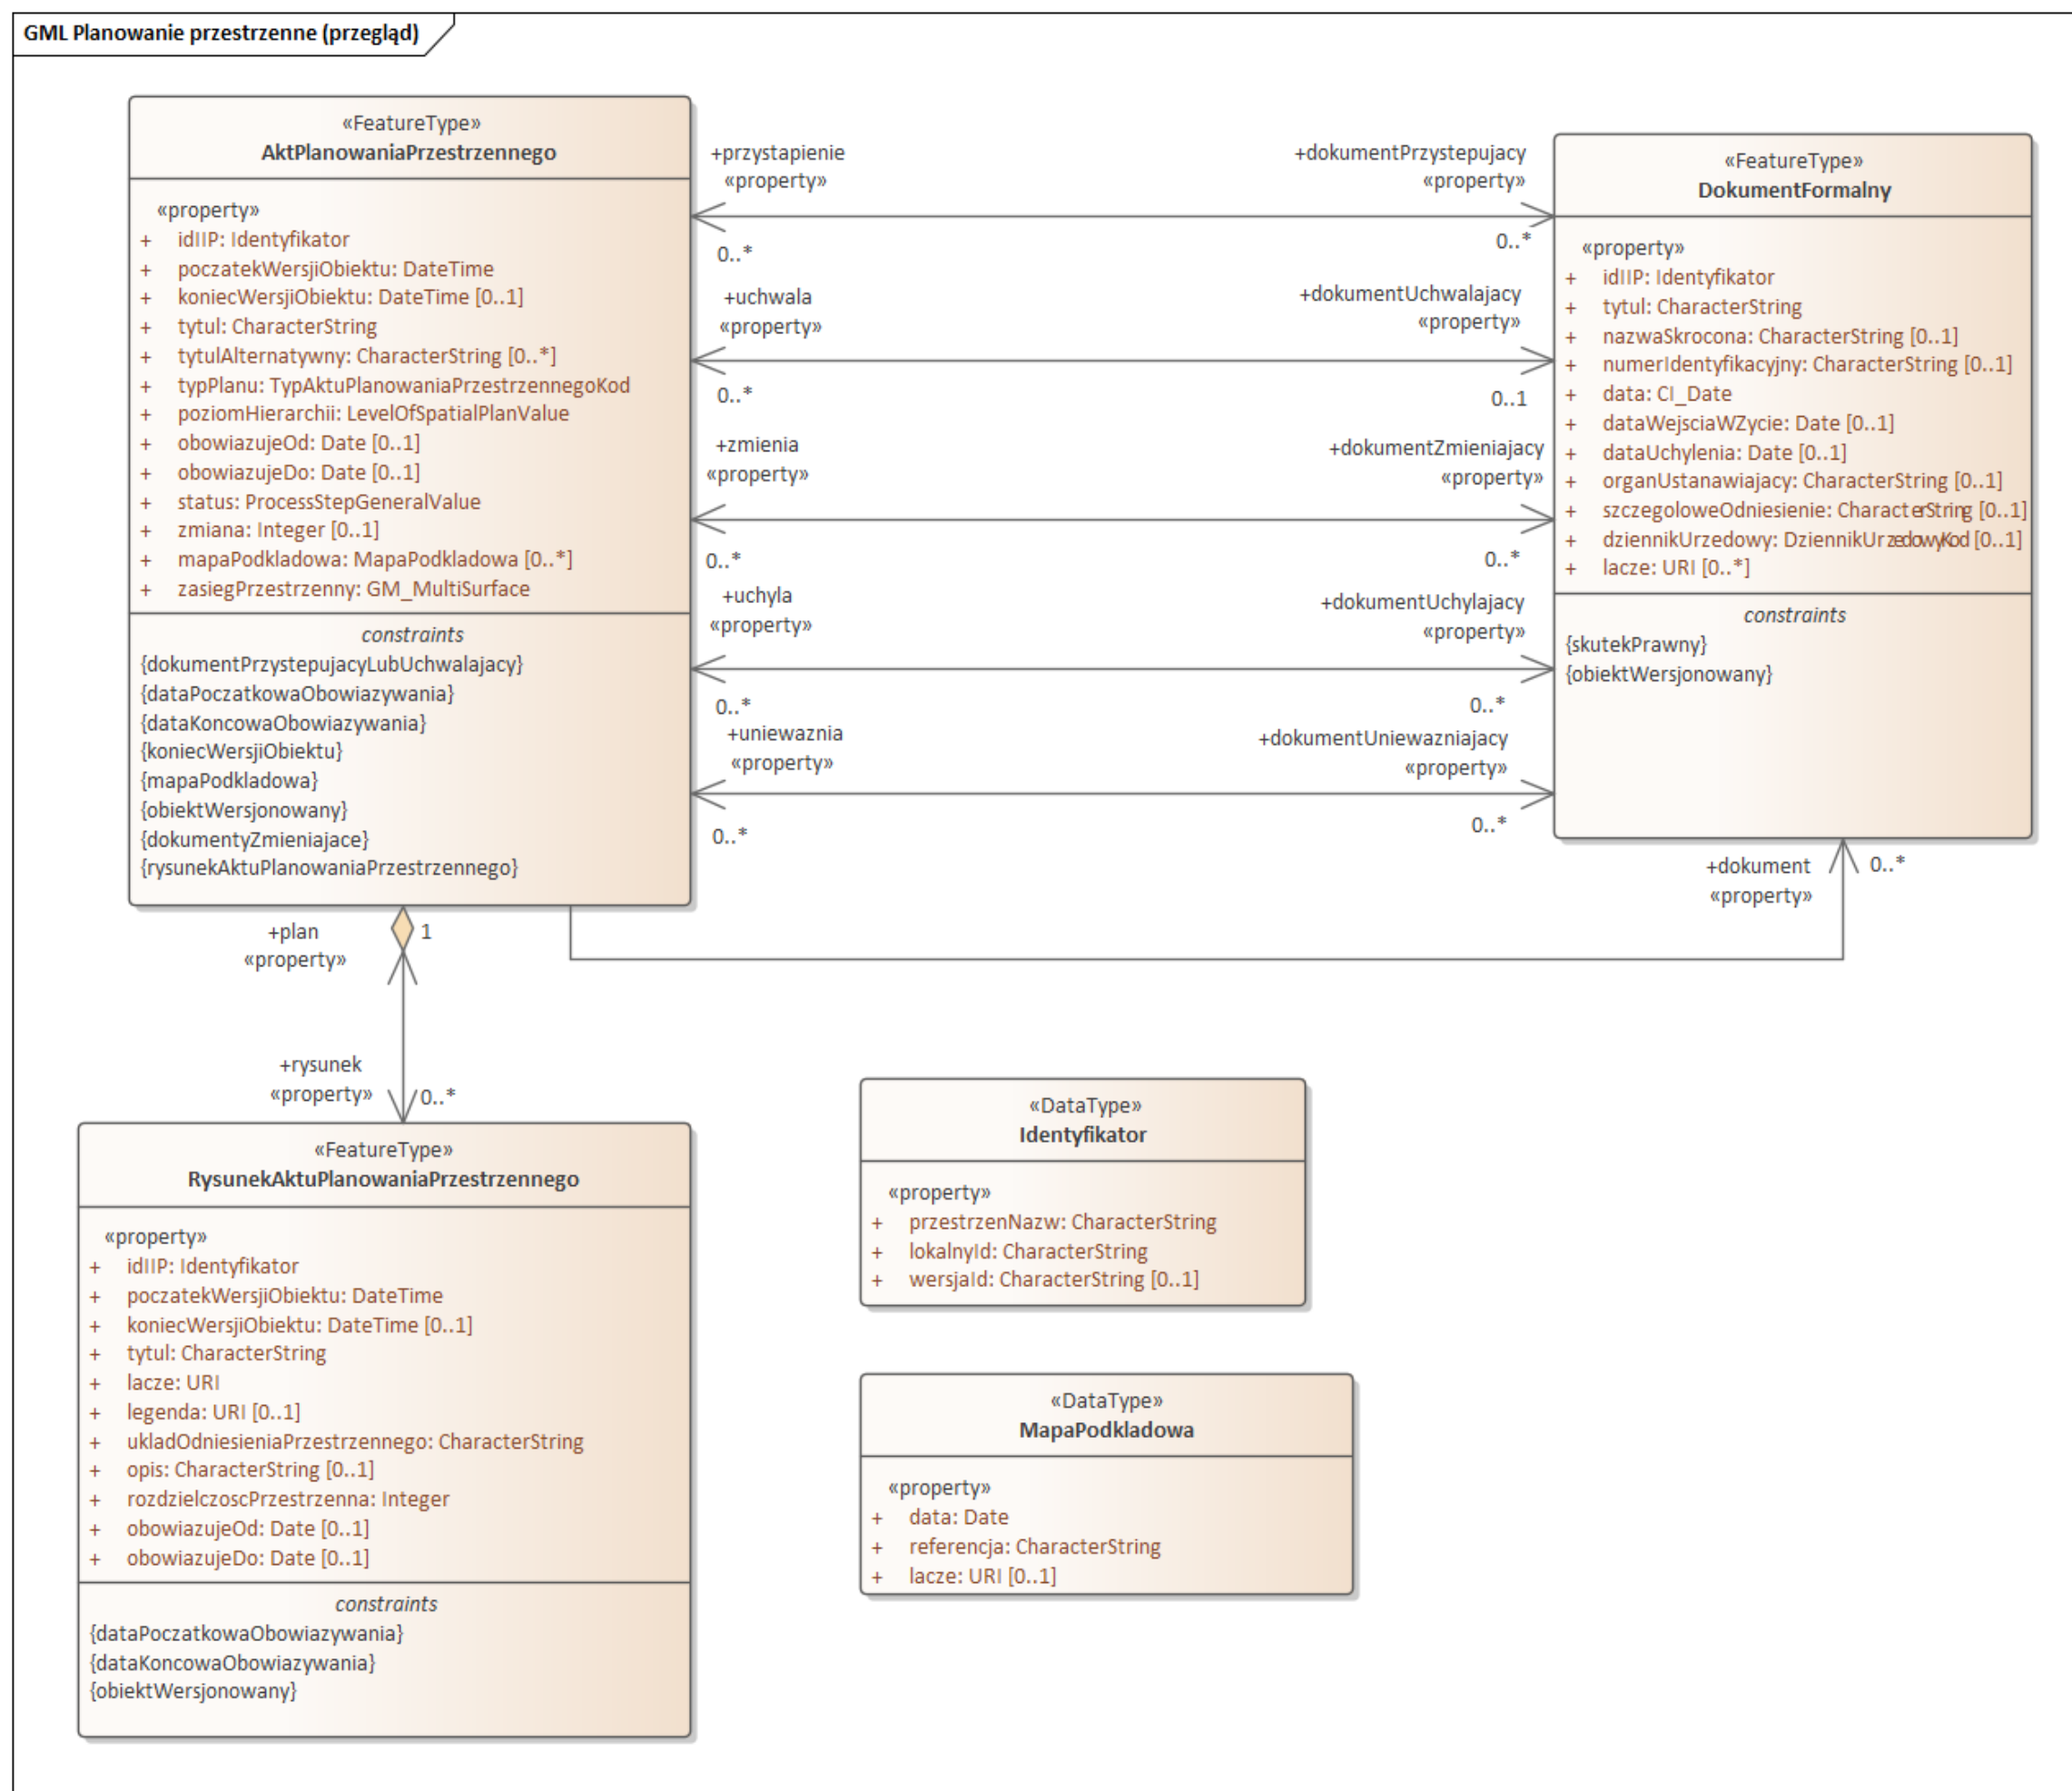 GML Planowanie przestrzenne (przegląd)
«FeatureType»
AktPlanowaniaPrzestrzennego
«property»
+ idIIP: Identyfikator
+ poczatekWersjiObiektu: DateTime
+ koniecWersjiObiektu: DateTime [0..1]
+ tytul: CharacterString
+ tytulAlternatywny: CharacterString [0..*]
+ typPlanu: TypAktuPlanowaniaPrzestrzennegoKod
+ poziomHierarchii: LevelOfSpatialPlanValue
+ obowiazujeOd: Date [0..1]
+ obowiazujeDo: Date [0..1]
+ status: ProcessStepGeneralValue
+ zmiana: Integer [0..1]
+ mapaPodkladowa: MapaPodkladowa [0..*]
+ zasiegPrzestrzenny: GM_MultiSurface
constraints
{dokumentPrzystepujacyLubUchwalajacy}
{dataPoczatkowaObowiazywania}
{dataKoncowaObowiazywania}
{koniecWersjiObiektu}
{mapaPodkladowa}
{obiektWersjonowany}
{dokumentyZmieniajace}
{rysunekAktuPlanowaniaPrzestrzennego}
+przystapienie
«property»
0..*
+dokumentPrzystepujacy
«property»
0..*
+uchwala
«property»
0..*
+dokumentUchwalajacy
«property»
0..1
+zmienia
«property»
0..*
+dokumentZmieniajacy
«property»
0..*
+uchyla
«property»
0..*
+dokumentUchylajacy
«property»
0..*
+uniewaznia
«property»
0..*
+dokumentUniewazniajacy
«property»
0..*
«FeatureType»
DokumentFormalny
«property»
+ idIIP: Identyfikator
+ tytul: CharacterString
+ nazwaSkrocona: CharacterString [0..1]
+ numerIdentyfikacyjny: CharacterString [0..1]
+ data: CI_Date
+ dataWejsciaWZycie: Date [0..1]
+ dataUchylenia: Date [0..1]
+ organUstanawiajacy: CharacterString [0..1]
+ szczegoloweOdniesienie: CharacterString [0..1]
+ dziennikUrzedowy: DziennikUrzedowyKod [0..1]
+ lacze: URI [0..*]
constraints
{skutekPrawny}
{obiektWersjonowany}
+dokument
«property»
0..*
+plan
«property»
1
+rysunek
«property»
0..*
«FeatureType»
RysunekAktuPlanowaniaPrzestrzennego
«property»
+ idIIP: Identyfikator
+ poczatekWersjiObiektu: DateTime
+ koniecWersjiObiektu: DateTime [0..1]
+ tytul: CharacterString
+ lacze: URI
+ legenda: URI [0..1]
+ ukladOdniesieniaPrzestrzennego: CharacterString
+ opis: CharacterString [0..1]
+ rozdzielczoscPrzestrzenna: Integer
+ obowiazujeOd: Date [0..1]
+ obowiazujeDo: Date [0..1]
constraints
{dataPoczatkowaObowiazywania}
{dataKoncowaObowiazywania}
{obiektWersjonowany}
«DataType»
Identyfikator
«property»
+ przestrzenNazw: CharacterString
+ lokalnyId: CharacterString
+ wersjaId: CharacterString [0..1]
«DataType»
MapaPodkladowa
«property»
+ data: Date
+ referencja: CharacterString
+ lacze: URI [0..1]